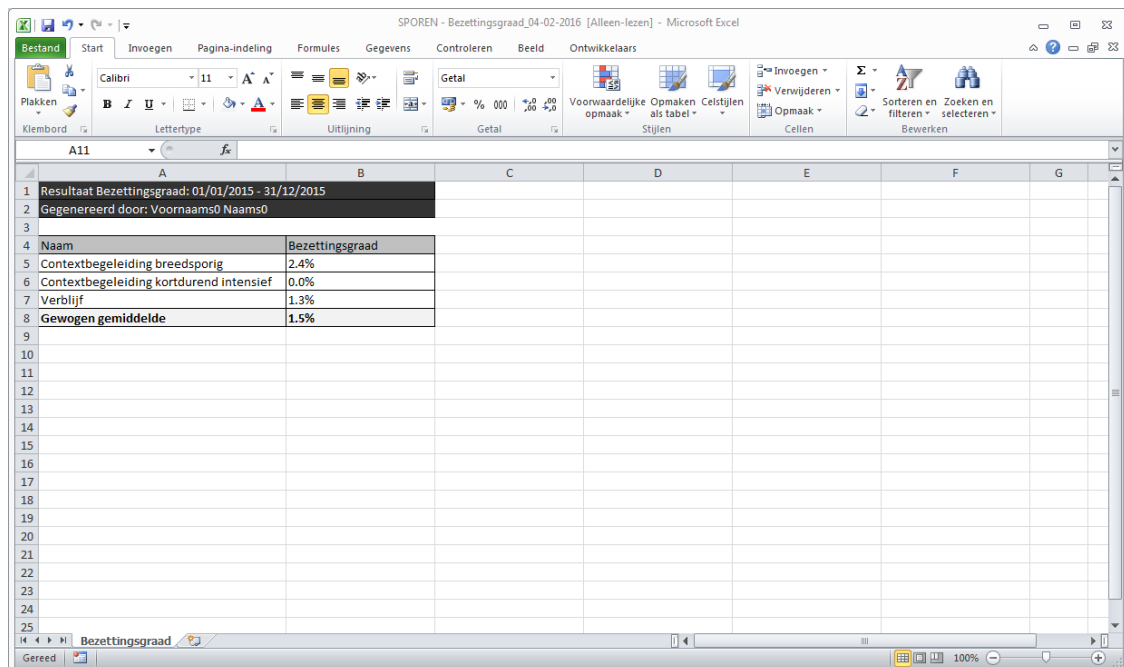 SPOREN - Bezettingsgraad_04-02-2016 [Alleen-lezen] - Microsoft Excel
Bestand Start Invoegen Pagina-indeling Formules Gegevens Controleren Beeld Ontwikkelaars
Plakken
Klembord
Calibri 11
B I U
Lettertype
Uitlijning
Getal
% 000 ,00 ,0
Getal
Voorwaardelijke opmaak
Opmaken als tabel
Celstijlen
Stijlen
Invoegen
Verwijderen
Opmaak
Cellen
Σ
Sorteren en filteren
Zoeken en selecteren
Bewerken
A11 fx
A B C D E F G
1 Resultaat Bezettingsgraad: 01/01/2015 - 31/12/2015
2 Gegenereerd door: Voornaams0 Naams0
3
4 Naam Bezettingsgraad
5 Contextbegeleiding breedsporig 2.4%
6 Contextbegeleiding kortdurend intensief 0.0%
7 Verblijf 1.3%
8 Gewogen gemiddelde 1.5%
9
10
11
12
13
14
15
16
17
18
19
20
21
22
23
24
25
Bezettingsgraad
Gereed 100%